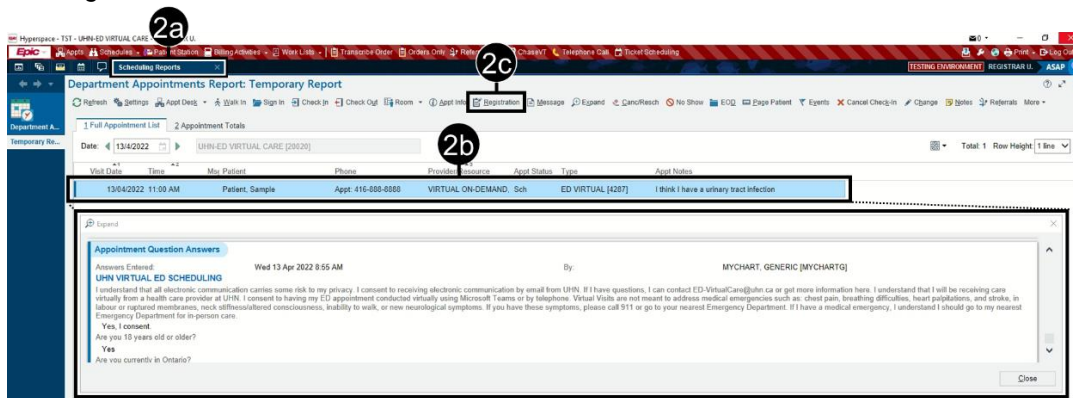 2a
Hyperspace - TST - UHN-ED VIRTUAL CARE - U.
Epic Appts Schedules Patient Station Billing Activities Work Lists Transcribe Order Orders Only ChaseVT Telephone Call Ticket Scheduling Print Log Out
Scheduling Reports TESTING ENVIRONMENT REGISTRAR U. ASAP
2c
Department Appointments Report: Temporary Report
Refresh Settings Appt Desk Walk In Sign In Check In Check Out Room Appt Info Registration Message Expand Canc/Resch No Show EOD Page Patient Events Cancel Check-In Change Notes Referrals More
Department A...
1 Full Appointment List 2 Appointment Totals
Temporary Re...
Date: 13/4/2022 UHN-ED VIRTUAL CARE [20020] Total: 1 Row Height: 1 line
2b
Visit Date Time Msg Patient Phone Provider/Resource Appt Status Type Appt Notes
13/04/2022 11:00 AM Patient, Sample Appt: 416-888-8888 VIRTUAL ON-DEMAND, Sch ED VIRTUAL [4287] I think I have a urinary tract infection
Expand
Appointment Question Answers
Answers Entered: Wed 13 Apr 2022 8:55 AM By: MYCHART, GENERIC [MYCHARTG]
UHN VIRTUAL ED SCHEDULING
I understand that all electronic communication carries some risk to my privacy. I consent to receiving electronic communication by email from UHN. If I have questions, I can contact ED-VirtualCare@uhn.ca or get more information here. I understand that I will be receiving care
virtually from a health care provider at UHN. I consent to having my ED appointment conducted virtually using Microsoft Teams or by telephone. Virtual Visits are not meant to address medical emergencies such as: chest pain, breathing difficulties, heart palpitations, and stroke, in
labour or ruptured membranes, neck stiffness/altered consciousness, inability to walk, or new neurological symptoms. If you have these symptoms, please call 911 or go to your nearest Emergency Department. If I have a medical emergency, I understand I should go to my nearest
Emergency Department for in-person care.
Yes, I consent.
Are you 18 years old or older?
Yes
Are you currently in Ontario?
Close